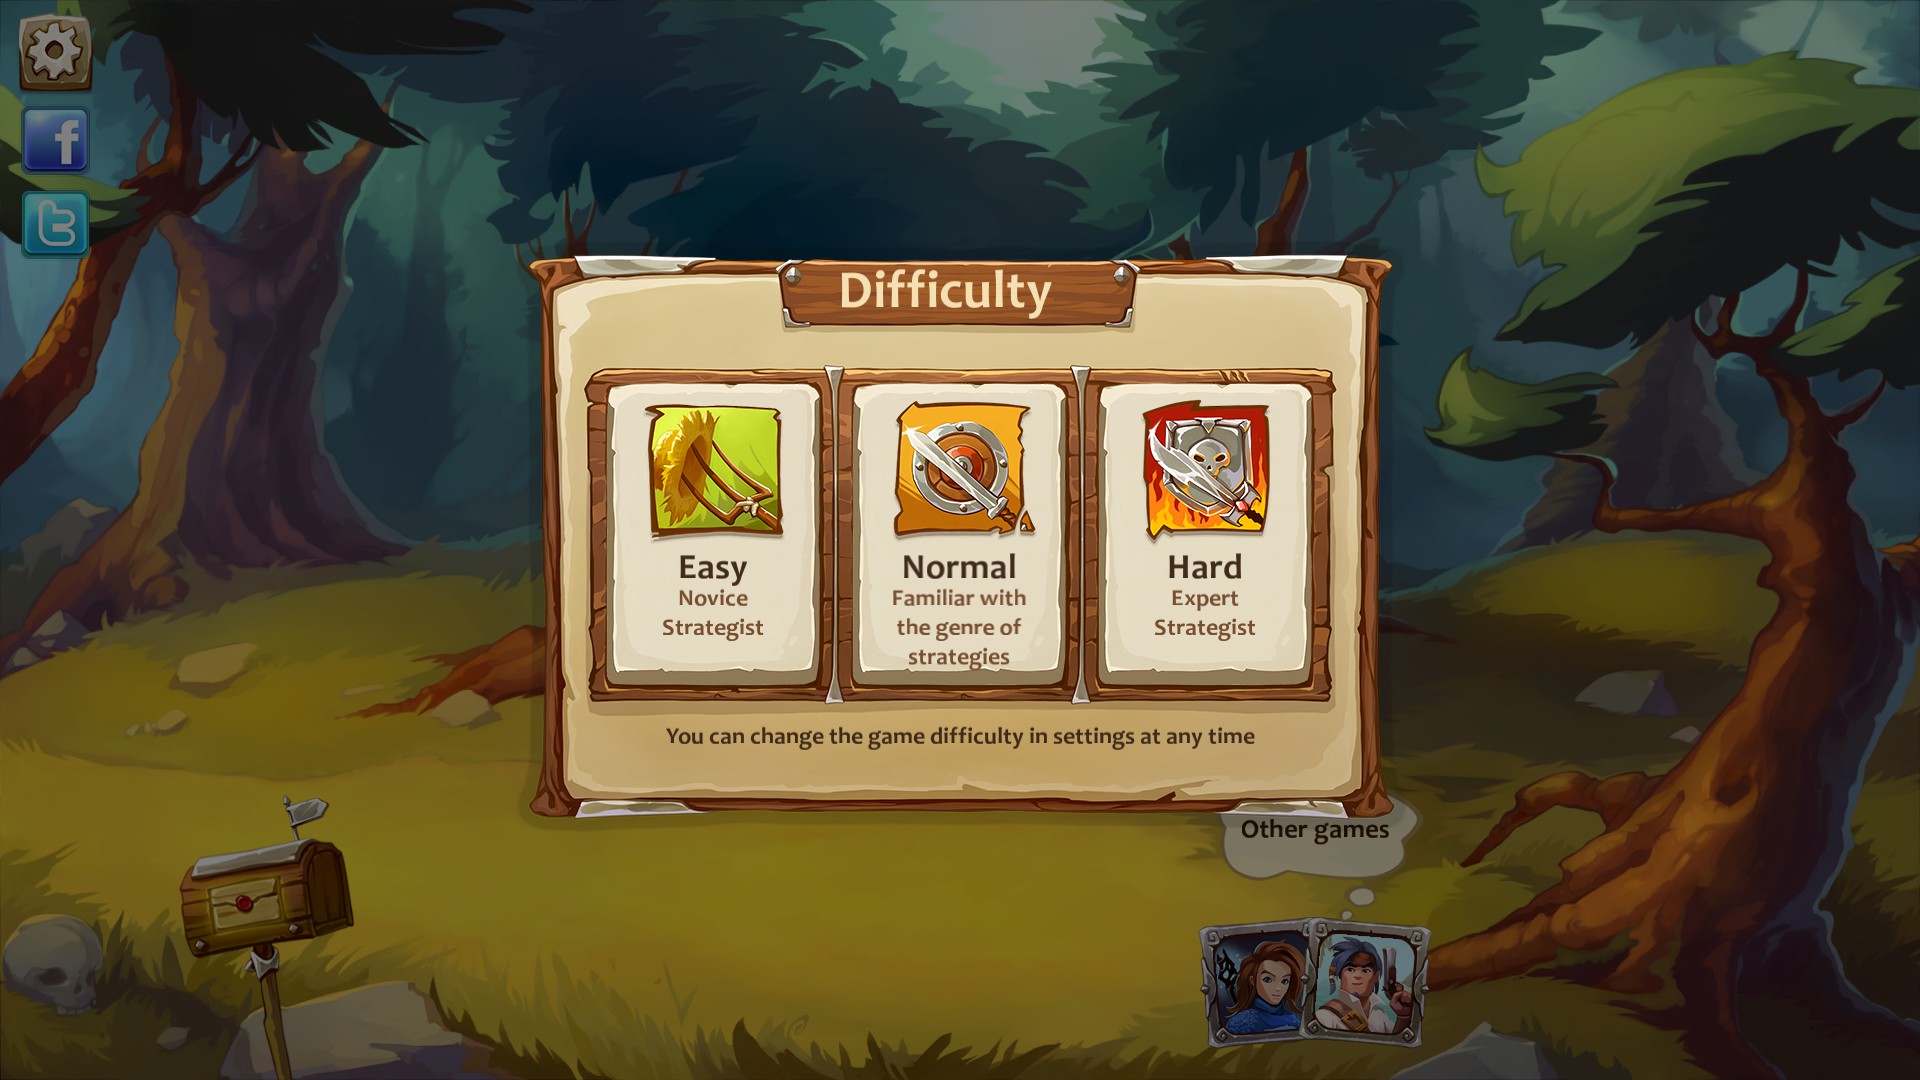 Difficulty
Easy
Novice
Strategist
Normal
Familiar with
the genre of
strategies
Hard
Expert
Strategist
You can change the game difficulty in settings at any time
Other games